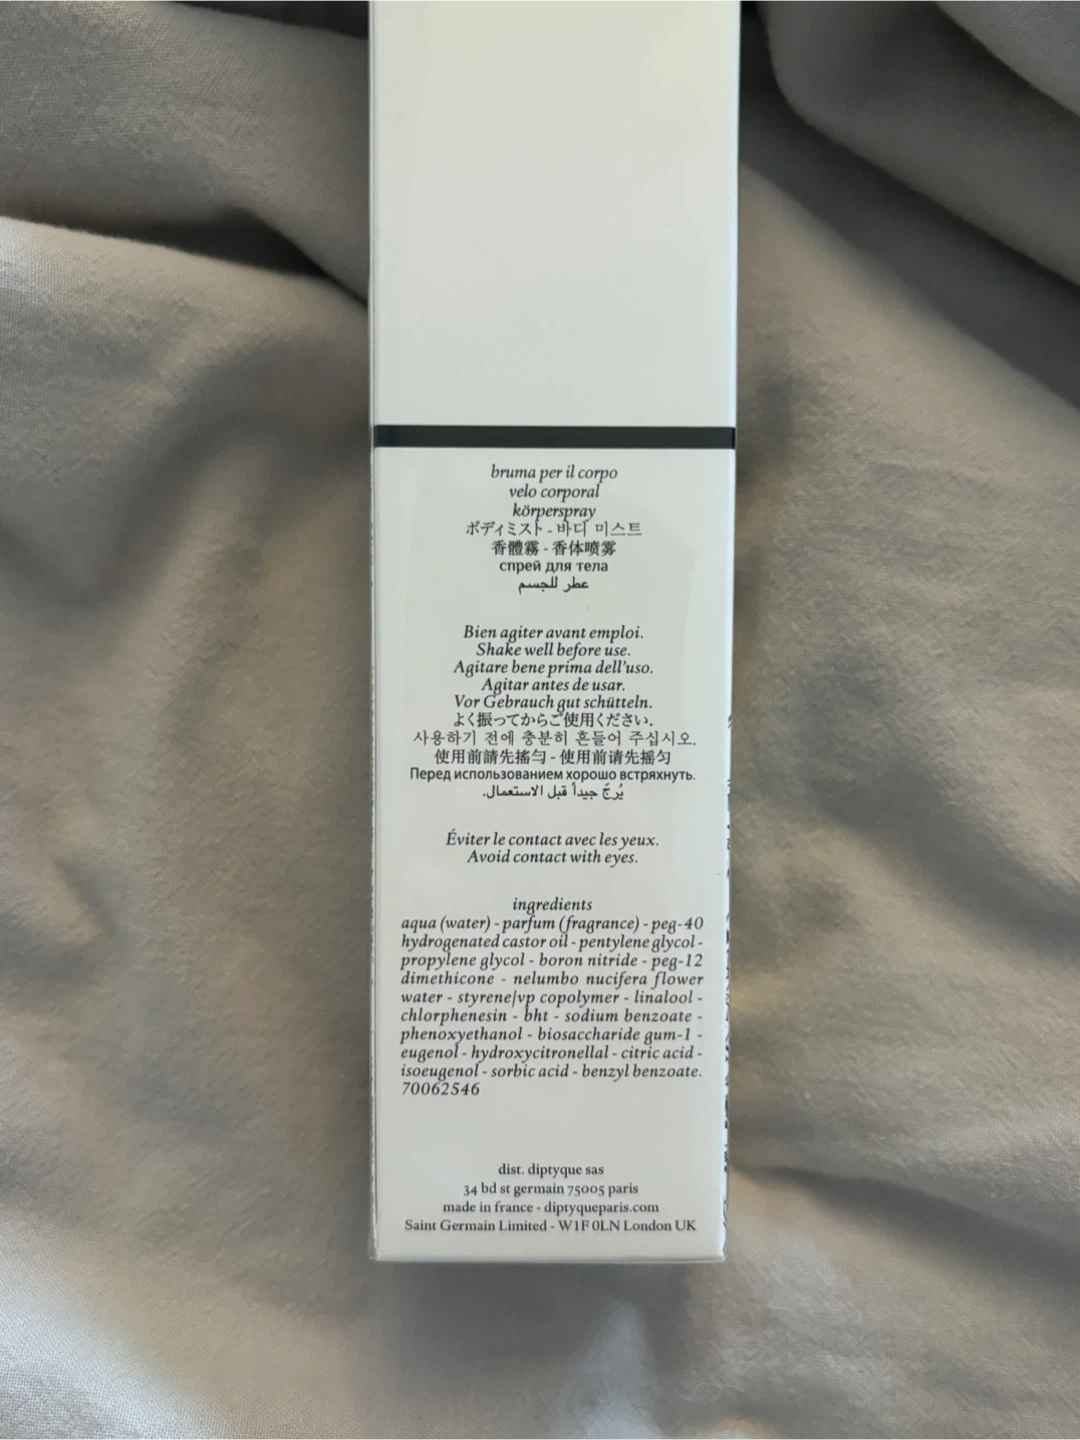 bruma per il corpo
velo corporal
körperspray
ボディミスト - 바디 미스트
香體霧 - 香体喷雾
спрей для тела
عطر للجسم
Bien agiter avant emploi.
Shake well before use.
Agitare bene prima dell'uso.
Agitar antes de usar.
Vor Gebrauch gut schütteln.
よく振ってからご使用ください.
사용하기 전에 충분히 흔들어 주십시오.
使用前請先搖勻 - 使用前请先摇匀
Перед использованием хорошо встряхнуть.
يُرجّ جيداً قبل الاستعمال.
Éviter le contact avec les yeux.
Avoid contact with eyes.
ingredients
aqua (water) - parfum (fragrance) - peg-40
hydrogenated castor oil - pentylene glycol -
propylene glycol - boron nitride - peg-12
dimethicone - nelumbo nucifera flower
water - styrene/vp copolymer - linalool -
chlorphenesin - bht - sodium benzoate -
phenoxyethanol - biosaccharide gum-1 -
eugenol - hydroxycitronellal - citric acid -
isoeugenol - sorbic acid - benzyl benzoate.
70062546
dist. diptyque sas
34 bd st germain 75005 paris
made in france - diptyqueparis.com
Saint Germain Limited - W1F 0LN London UK